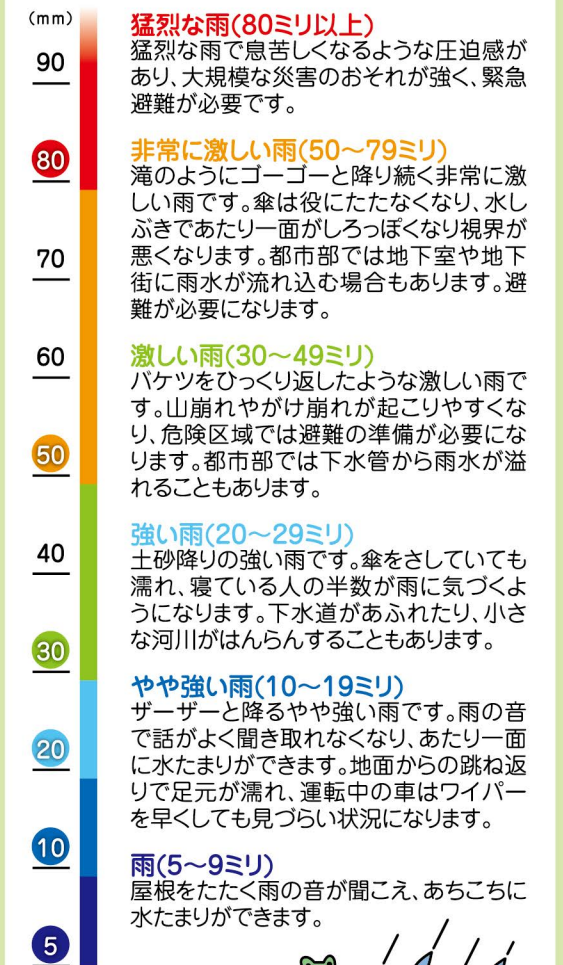 (mm)
猛烈な雨(80ミリ以上)
猛烈な雨で息苦しくなるような圧迫感が
あり、大規模な災害のおそれが強く、緊急
避難が必要です。
90
80
非常に激しい雨(50～79ミリ)
滝のようにゴーゴーと降り続く非常に激
しい雨です。傘は役にたたなくなり、水し
ぶきであたり一面がしろっぽくなり視界が
悪くなります。都市部では地下室や地下
街に雨水が流れ込む場合もあります。避
難が必要になります。
70
60
激しい雨(30～49ミリ)
バケツをひっくり返したような激しい雨で
す。山崩れやがけ崩れが起こりやすくな
り、危険区域では避難の準備が必要にな
ります。都市部では下水管から雨水が溢
れることもあります。
50
強い雨(20～29ミリ)
土砂降りの強い雨です。傘をさしていても
濡れ、寝ている人の半数が雨に気づくよ
うになります。下水道があふれたり、小さ
な河川がはんらんすることもあります。
40
30
やや強い雨(10～19ミリ)
ザーザーと降るやや強い雨です。雨の音
で話がよく聞き取れなくなり、あたり一面
に水たまりができます。地面からの跳ね返
りで足元が濡れ、運転中の車はワイパー
を早くしても見づらい状況になります。
20
10
雨(5～9ミリ)
屋根をたたく雨の音が聞こえ、あちこちに
水たまりができます。
5